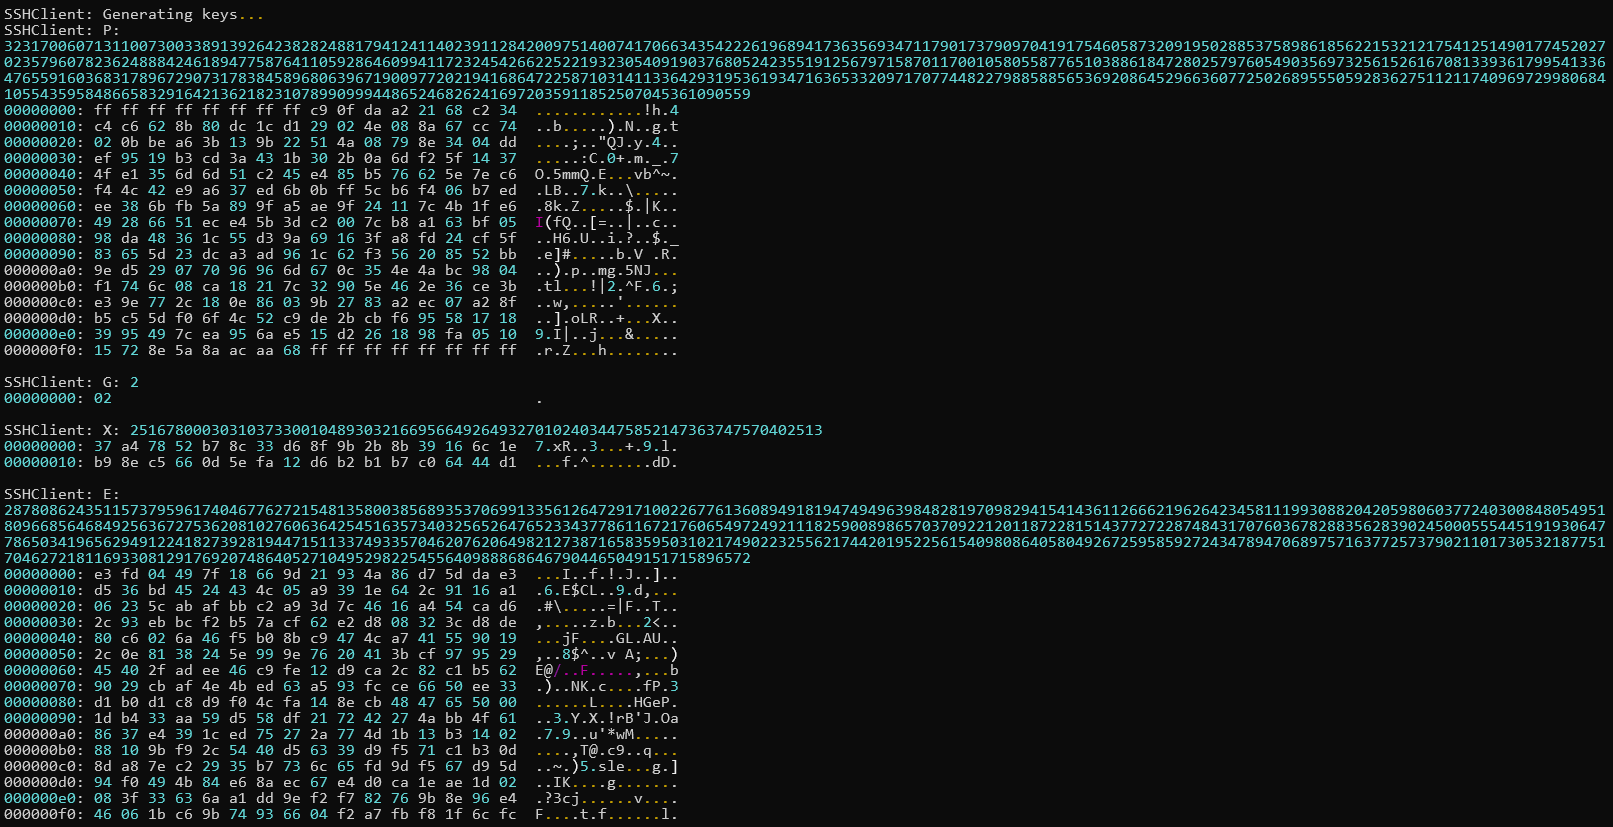 SSHClient: Generating keys...
SSHClient: P:
3231700607131100730033891392642382824881794124114023911284200975140074170663435422261968941736356934711790173790970419175460587320919502885375898618562215321217541251490177452027
0235796078236248884246189477587641105928646099411723245426622522193230540919037680524235519125679715870117001058055877651038861847280257976054903569732561526167081339361799541336
4765591603683178967290731783845896806396719009772021941686472258710314113364293195361934716365332097170774482279885885653692086452966360772502689555059283627511211740969729980684
10554359584866583291642136218231078990999448652468262416972035911852507045361090559
00000000: ff ff ff ff ff ff ff ff c9 0f da a2 21 68 c2 34  ............!h.4
00000010: c4 c6 62 8b 80 dc 1c d1 29 02 4e 08 8a 67 cc 74  ..b.....).N..g.t
00000020: 02 0b be a6 3b 13 9b 22 51 4a 08 79 8e 34 04 dd  ....;.."QJ.y.4..
00000030: ef 95 19 b3 cd 3a 43 1b 30 2b 0a 6d f2 5f 14 37  .....:C.0+.m._.7
00000040: 4f e1 35 6d 6d 51 c2 45 e4 85 b5 76 62 5e 7e c6  O.5mmQ.E...vb^~.
00000050: f4 4c 42 e9 a6 37 ed 6b 0b ff 5c b6 f4 06 b7 ed  .LB..7.k..\.....
00000060: ee 38 6b fb 5a 89 9f a5 ae 9f 24 11 7c 4b 1f e6  .8k.Z.....$.|K..
00000070: 49 28 66 51 ec e4 5b 3d c2 00 7c b8 a1 63 bf 05  I(fQ..[=..|..c..
00000080: 98 da 48 36 1c 55 d3 9a 69 16 3f a8 fd 24 cf 5f  ..H6.U..i.?..$._
00000090: 83 65 5d 23 dc a3 ad 96 1c 62 f3 56 20 85 52 bb  .e]#.....b.V .R.
000000a0: 9e d5 29 07 70 96 96 6d 67 0c 35 4e 4a bc 98 04  ..).p..mg.5NJ...
000000b0: f1 74 6c 08 ca 18 21 7c 32 90 5e 46 2e 36 ce 3b  .tl...!|2.^F.6.;
000000c0: e3 9e 77 2c 18 0e 86 03 9b 27 83 a2 ec 07 a2 8f  ..w,.....'......
000000d0: b5 c5 5d f0 6f 4c 52 c9 de 2b cb f6 95 58 17 18  ..].oLR..+...X..
000000e0: 39 95 49 7c ea 95 6a e5 15 d2 26 18 98 fa 05 10  9.I|..j...&.....
000000f0: 15 72 8e 5a 8a ac aa 68 ff ff ff ff ff ff ff ff  .r.Z...h........
SSHClient: G: 2
00000000: 02                                               .
SSHClient: X: 25167800030310373300104893032166956649264932701024034475852147363747570402513
00000000: 37 a4 78 52 b7 8c 33 d6 8f 9b 2b 8b 39 16 6c 1e  7.xR..3...+.9.l.
00000010: b9 8e c5 66 0d 5e fa 12 d6 b2 b1 b7 c0 64 44 d1  ...f.^.......dD.
SSHClient: E:
2878086243511573795961740467762721548135800385689353706991335612647291710022677613608949181947494963984828197098294154143611266621962642345811199308820420598060377240300848054951
8096685646849256367275362081027606364254516357340325652647652334377861167217606549724921118259008986570370922120118722815143772722874843170760367828835628390245000555445191930647
7865034196562949122418273928194471511337493357046207620649821273871658359503102174902232556217442019522561540980864058049267259585927243478947068975716377257379021101730532187751
70462721811693308129176920748640527104952982254556409888686467904465049151715896572
00000000: e3 fd 04 49 7f 18 66 9d 21 93 4a 86 d7 5d da e3  ...I..f.!.J..]..
00000010: d5 36 bd 45 24 43 4c 05 a9 39 1e 64 2c 91 16 a1  .6.E$CL..9.d,...
00000020: 06 23 5c ab af bb c2 a9 3d 7c 46 16 a4 54 ca d6  .#\.....=|F..T..
00000030: 2c 93 eb bc f2 b5 7a cf 62 e2 d8 08 32 3c d8 de  ,.....z.b...2<..
00000040: 80 c6 02 6a 46 f5 b0 8b c9 47 4c a7 41 55 90 19  ...jF....GL.AU..
00000050: 2c 0e 81 38 24 5e 99 9e 76 20 41 3b cf 97 95 29  ,..8$^..v A;...)
00000060: 45 40 2f ad ee 46 c9 fe 12 d9 ca 2c 82 c1 b5 62  E@/..F.....,...b
00000070: 90 29 cb af 4e 4b ed 63 a5 93 fc ce 66 50 ee 33  .)..NK.c....fP.3
00000080: d1 b0 d1 c8 d9 f0 4c fa 14 8e cb 48 47 65 50 00  ......L....HGeP.
00000090: 1d b4 33 aa 59 d5 58 df 21 72 42 27 4a bb 4f 61  ..3.Y.X.!rB'J.Oa
000000a0: 86 37 e4 39 1c ed 75 27 2a 77 4d 1b 13 b3 14 02  .7.9..u'*wM.....
000000b0: 88 10 9b f9 2c 54 40 d5 63 39 d9 f5 71 c1 b3 0d  ....,T@.c9..q...
000000c0: 8d a8 7e c2 29 35 b7 73 6c 65 fd 9d f5 67 d9 5d  ..~.)5.sle...g.]
000000d0: 94 f0 49 4b 84 e6 8a ec 67 e4 d0 ca 1e ae 1d 02  ..IK....g.......
000000e0: 08 3f 33 63 6a a1 dd 9e f2 f7 82 76 9b 8e 96 e4  .?3cj......v....
000000f0: 46 06 1b c6 9b 74 93 66 04 f2 a7 fb f8 1f 6c fc  F....t.f......l.